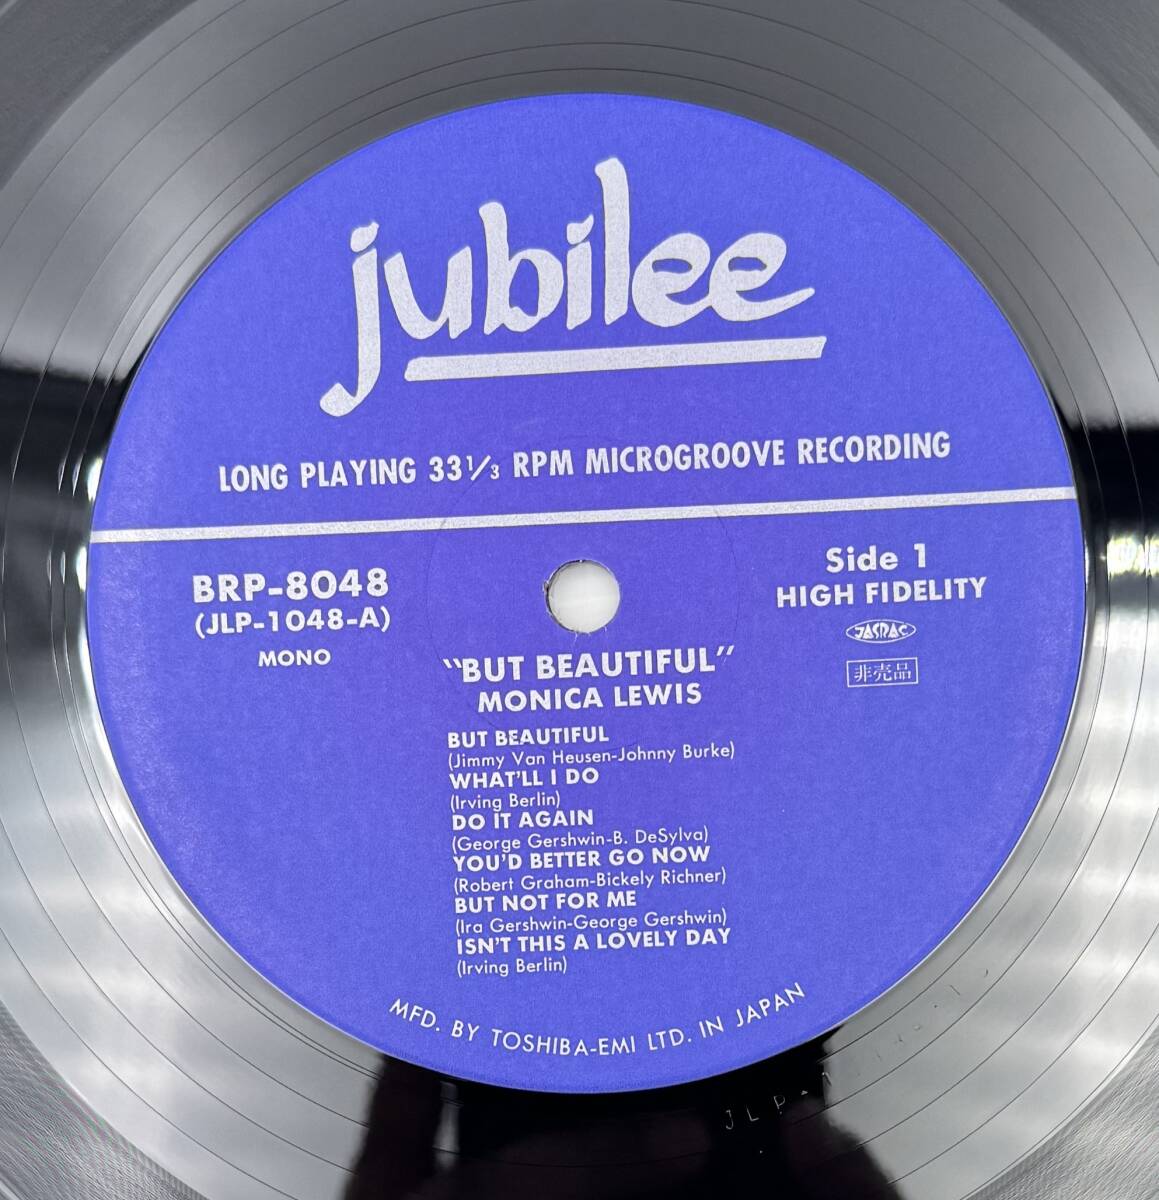 jubilee
LONG PLAYING 33 1/3 RPM MICROGROOVE RECORDING
BRP-8048
(JLP-1048-A)
MONO
Side 1
HIGH FIDELITY
JASRAC
非売品
"BUT BEAUTIFUL"
MONICA LEWIS
BUT BEAUTIFUL
(Jimmy Van Heusen-Johnny Burke)
WHAT'LL I DO
(Irving Berlin)
DO IT AGAIN
(George Gershwin-B. DeSylva)
YOU'D BETTER GO NOW
(Robert Graham-Bickely Richner)
BUT NOT FOR ME
(Ira Gershwin-George Gershwin)
ISN'T THIS A LOVELY DAY
(Irving Berlin)
MFD. BY TOSHIBA-EMI LTD. IN JAPAN